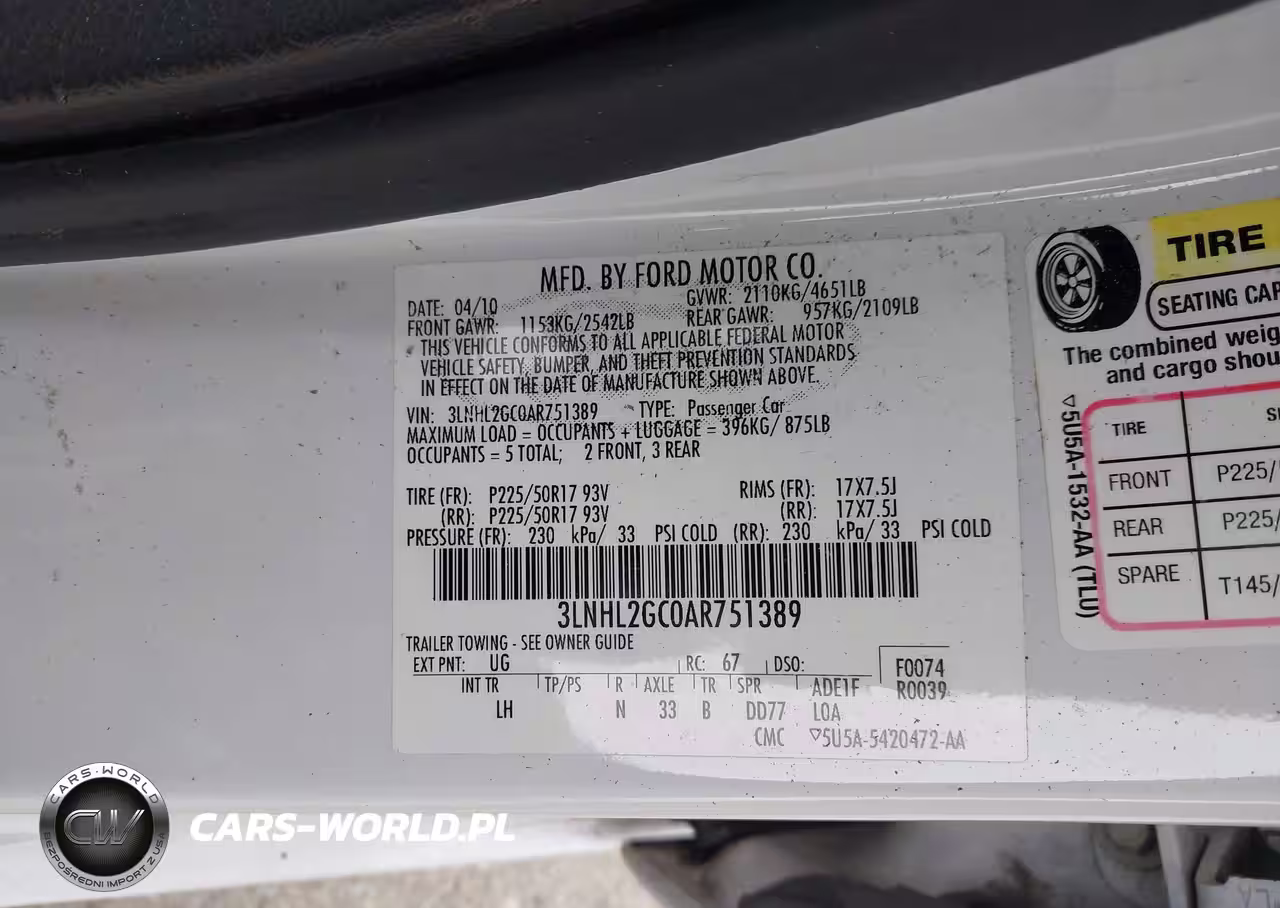 MFD. BY FORD MOTOR CO.
DATE: 04/10 GVWR: 2110KG/4651LB
FRONT GAWR: 1153KG/2542LB REAR GAWR: 957KG/2109LB
THIS VEHICLE CONFORMS TO ALL APPLICABLE FEDERAL MOTOR
VEHICLE SAFETY, BUMPER, AND THEFT PREVENTION STANDARDS
IN EFFECT ON THE DATE OF MANUFACTURE SHOWN ABOVE.
VIN: 3LNHL2GC0AR751389 TYPE: Passenger Car
MAXIMUM LOAD = OCCUPANTS + LUGGAGE = 396KG/ 875LB
OCCUPANTS = 5 TOTAL; 2 FRONT, 3 REAR
TIRE (FR): P225/50R17 93V RIMS (FR): 17X7.5J
(RR): P225/50R17 93V (RR): 17X7.5J
PRESSURE (FR): 230 kPa/ 33 PSI COLD (RR): 230 kPa/ 33 PSI COLD
3LNHL2GC0AR751389
TRAILER TOWING - SEE OWNER GUIDE
EXT PNT: UG RC: 67 DSO: F0074
INT TR TP/PS R AXLE TR SPR ADE1F R0039
LH N 33 B DD77 LOA
CMC ▽5U5A-5420472-AA
TIRE
SEATING CAP
The combined weig
and cargo shou
▽5U5A-1532-AA (TLU)
TIRE S
FRONT P225/
REAR P225/
SPARE T145/
CARS-WORLD
CW
BEZPOŚREDNI IMPORT Z USA
CARS-WORLD.PL